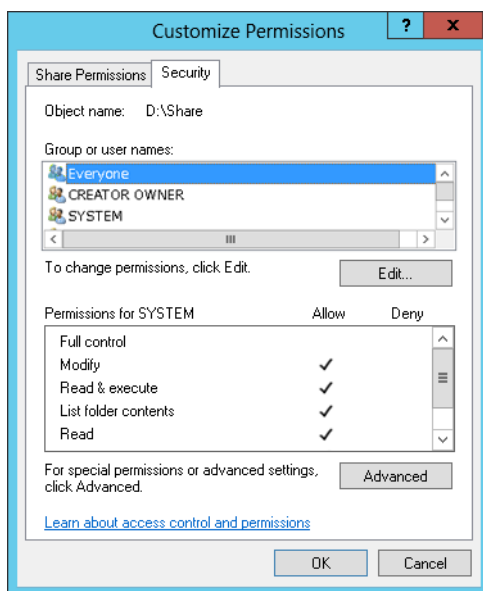 Customize Permissions
? x
Share Permissions Security
Object name: D:\Share
Group or user names:
Everyone
CREATOR OWNER
SYSTEM
To change permissions, click Edit.
Edit...
Permissions for SYSTEM Allow Deny
Full control
Modify
Read & execute
List folder contents
Read
For special permissions or advanced settings,
click Advanced.
Advanced
Learn about access control and permissions
OK Cancel